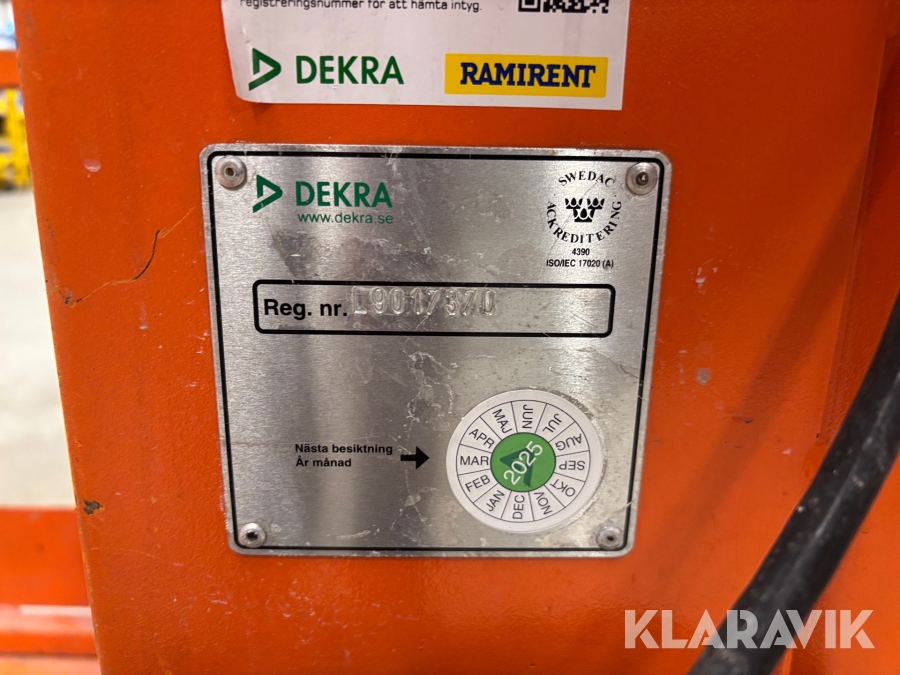 registreringsnummer för att hämta intyg.
DEKRA
RAMIRENT
DEKRA
www.dekra.se
SWEDAC
ACKREDITERING
4390
ISO/IEC 17020 (A)
Reg. nr. L9017370
Nästa besiktning
År månad
JAN FEB MAR APR MAJ JUN JUL AUG SEP OKT NOV DEC
2025
KLARAVIK